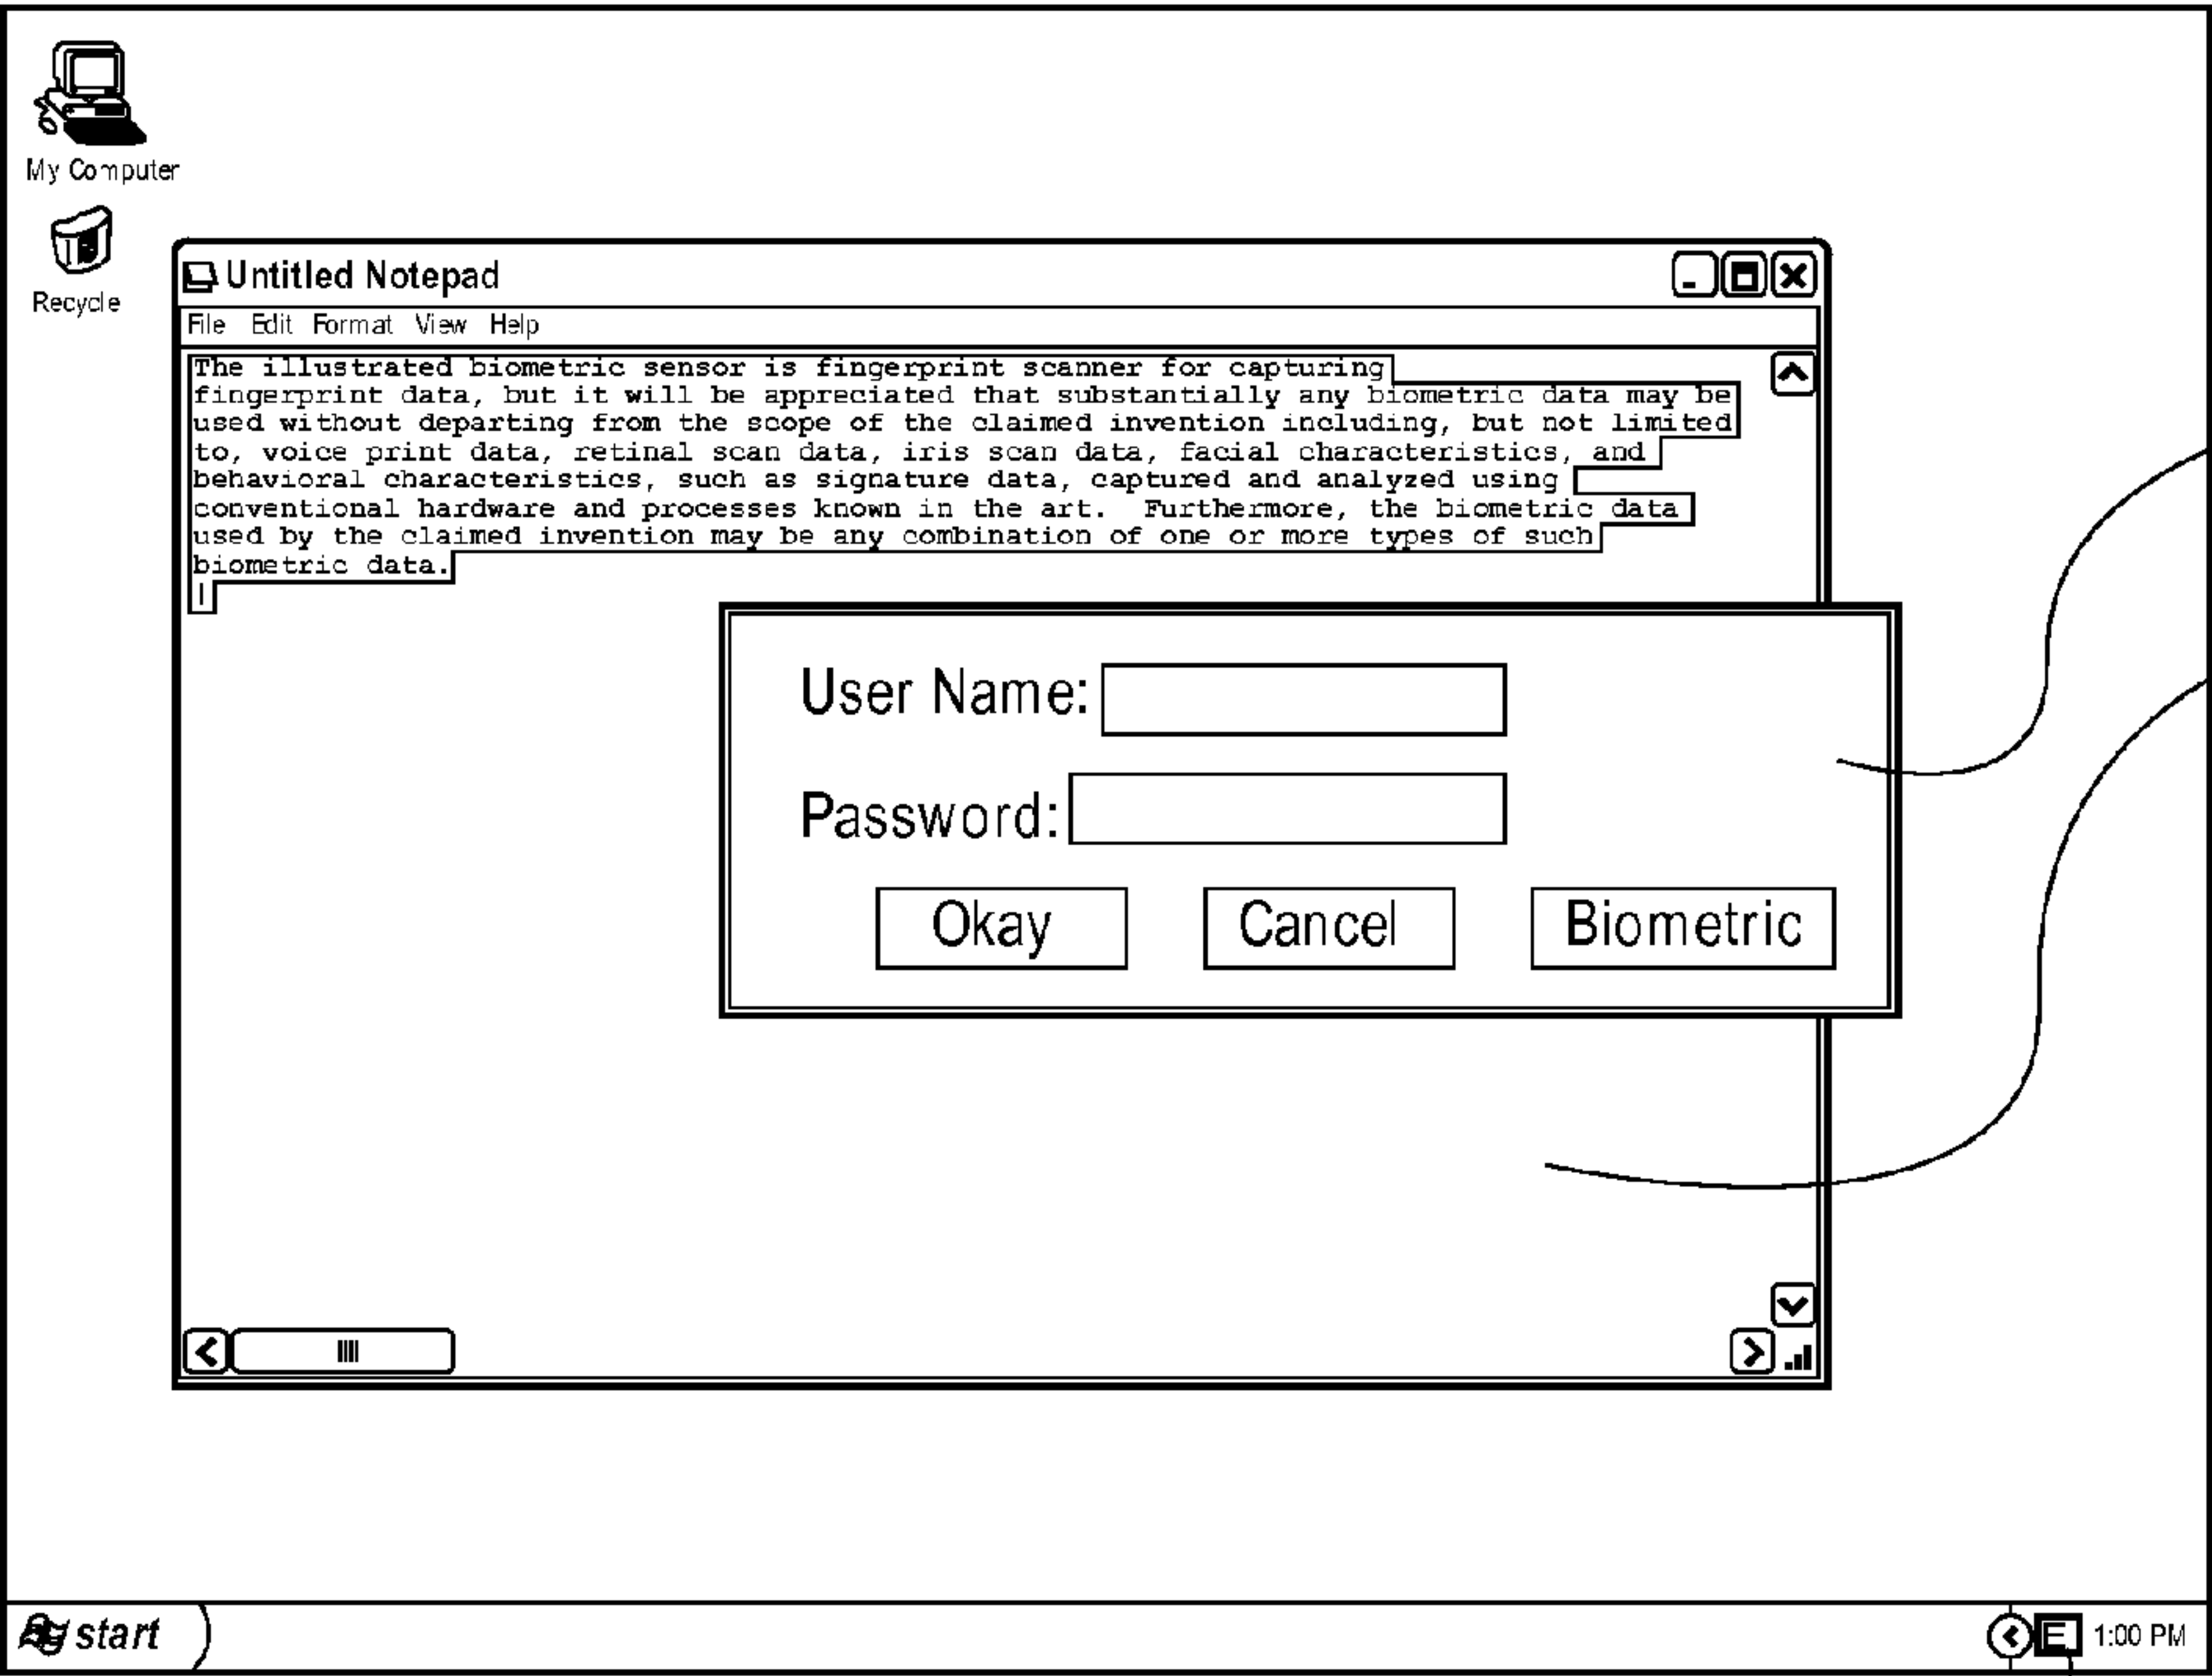 My Computer
Recycle
Untitled Notepad
File Edit Format View Help
The illustrated biometric sensor is fingerprint scanner for capturing
fingerprint data, but it will be appreciated that substantially any biometric data may be
used without departing from the scope of the claimed invention including, but not limited
to, voice print data, retinal scan data, iris scan data, facial characteristics, and
behavioral characteristics, such as signature data, captured and analyzed using
conventional hardware and processes known in the art. Furthermore, the biometric data
used by the claimed invention may be any combination of one or more types of such
biometric data.
User Name:
Password:
Okay Cancel Biometric
start E 1:00 PM